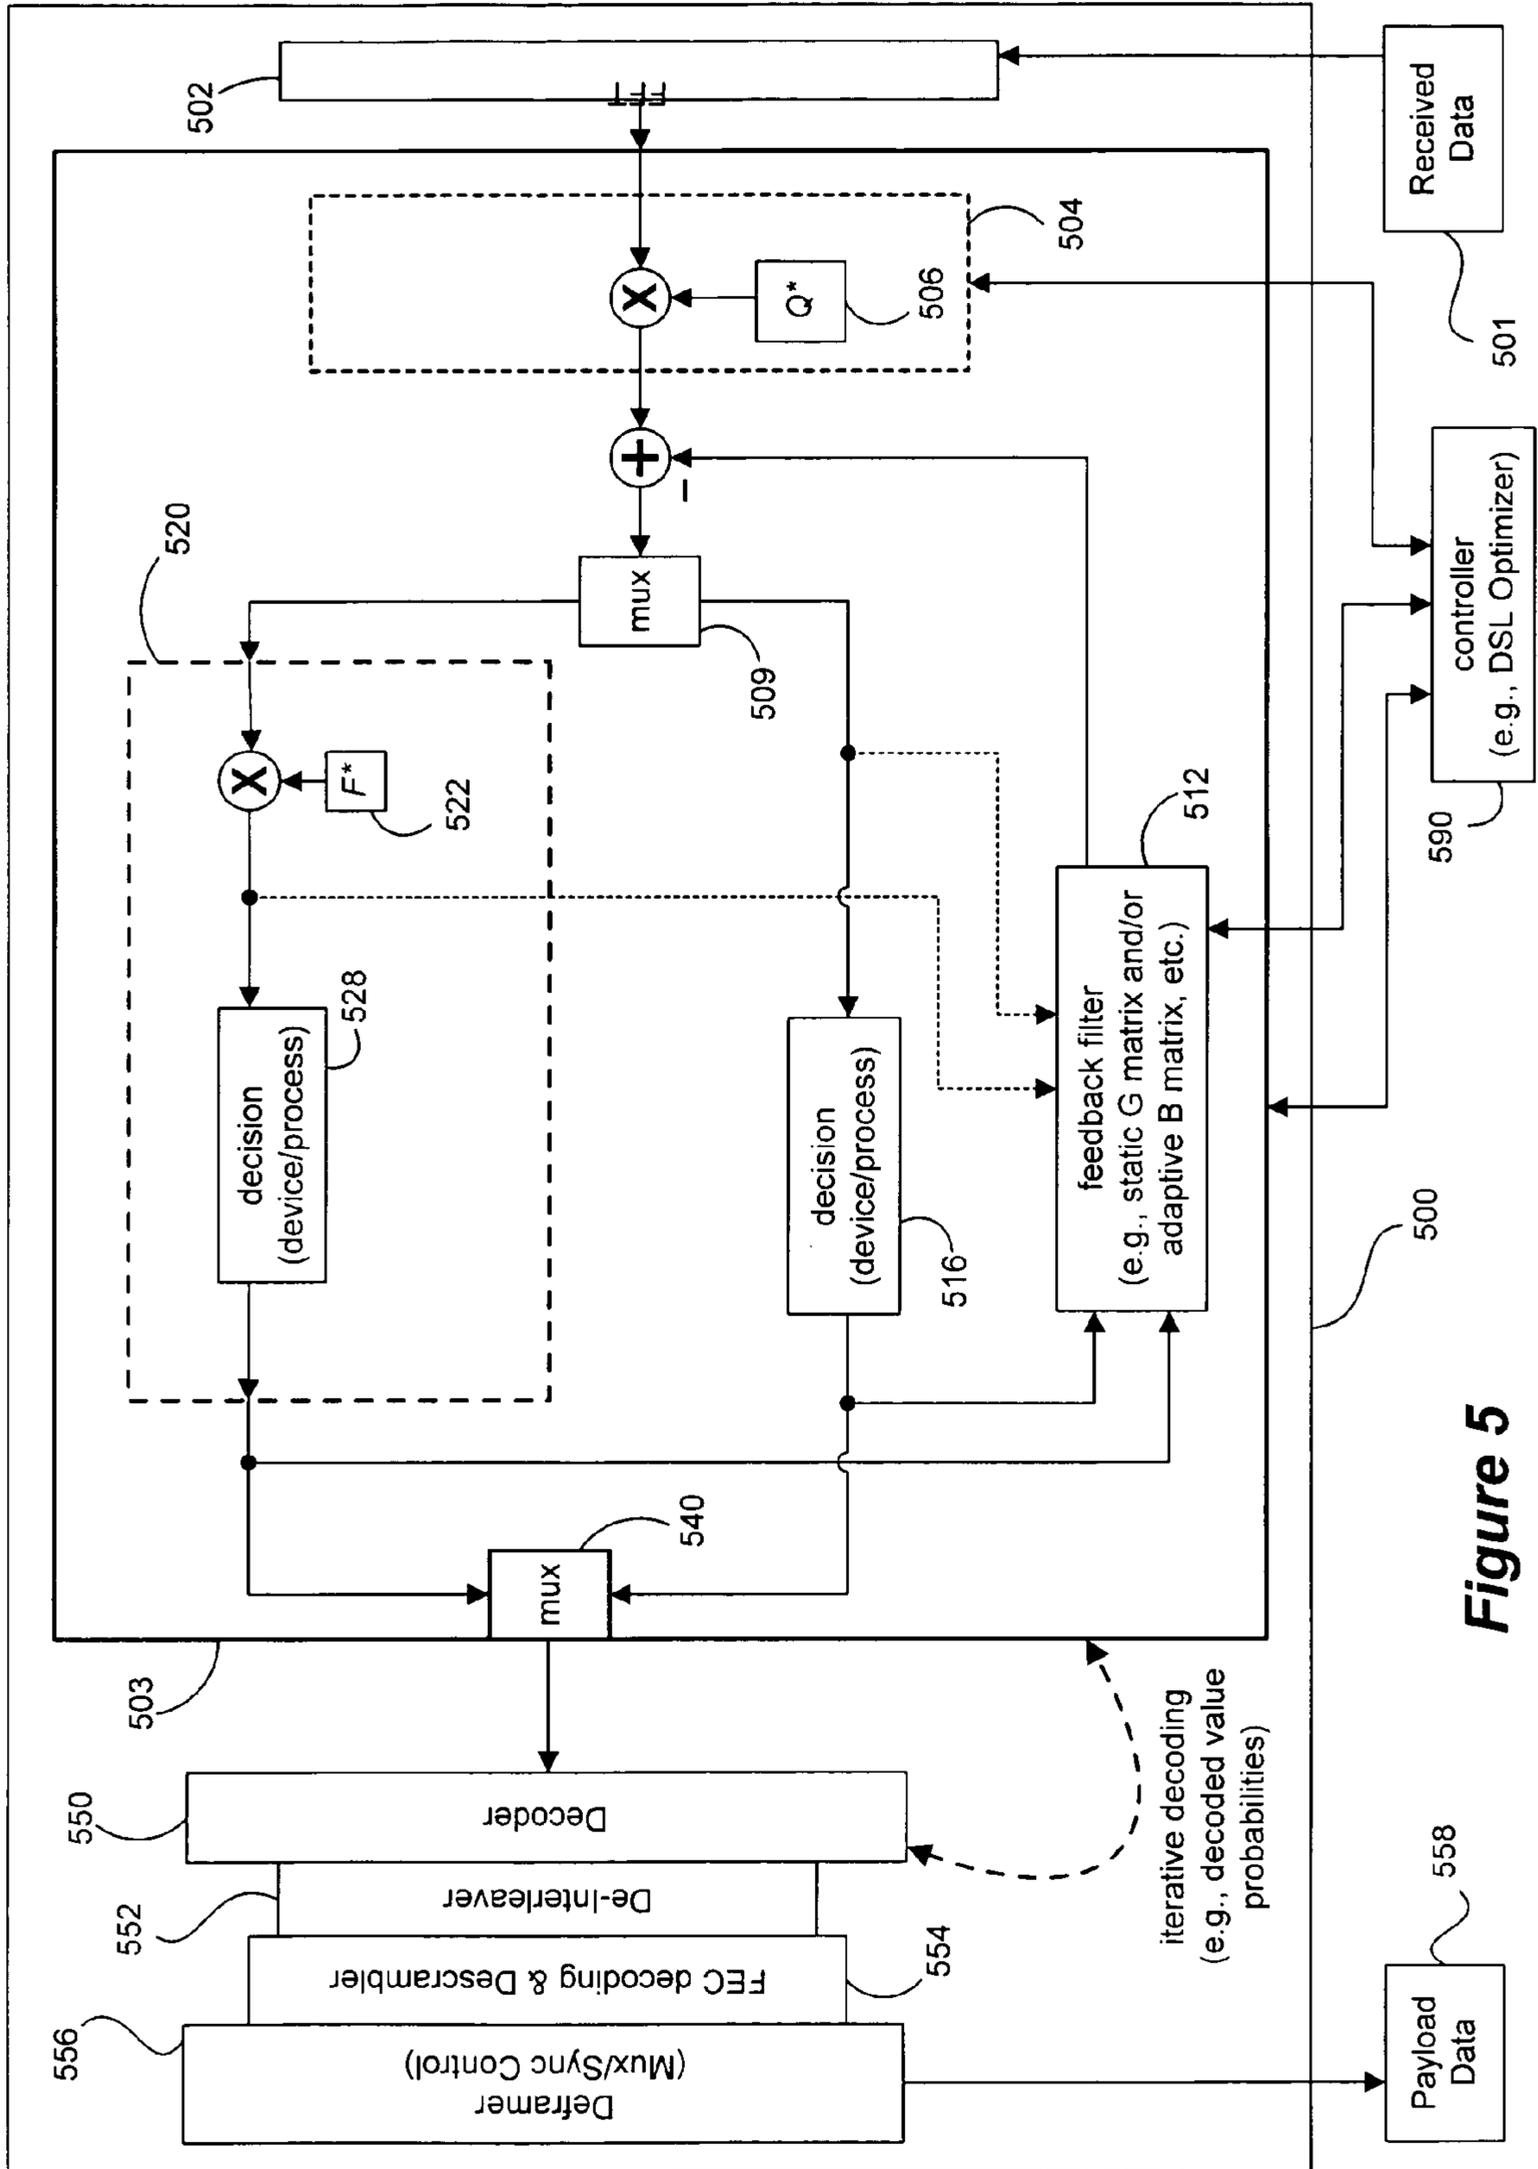 556
Deframer
(Mux/Sync Control)
FEC decoding & Descrambler
554
552
De-Interleaver
550
Decoder
503
mux
540
520
decision
(device/process)
528
F*
522
decision
(device/process)
516
mux
509
+
–
X
X
Q*
506
504
FFT
502
feedback filter
(e.g., static G matrix and/or
adaptive B matrix, etc.)
512
iterative decoding
(e.g., decoded value
probabilities)
500
Payload
Data
558
controller
(e.g., DSL Optimizer)
590
Received
Data
501
Figure 5